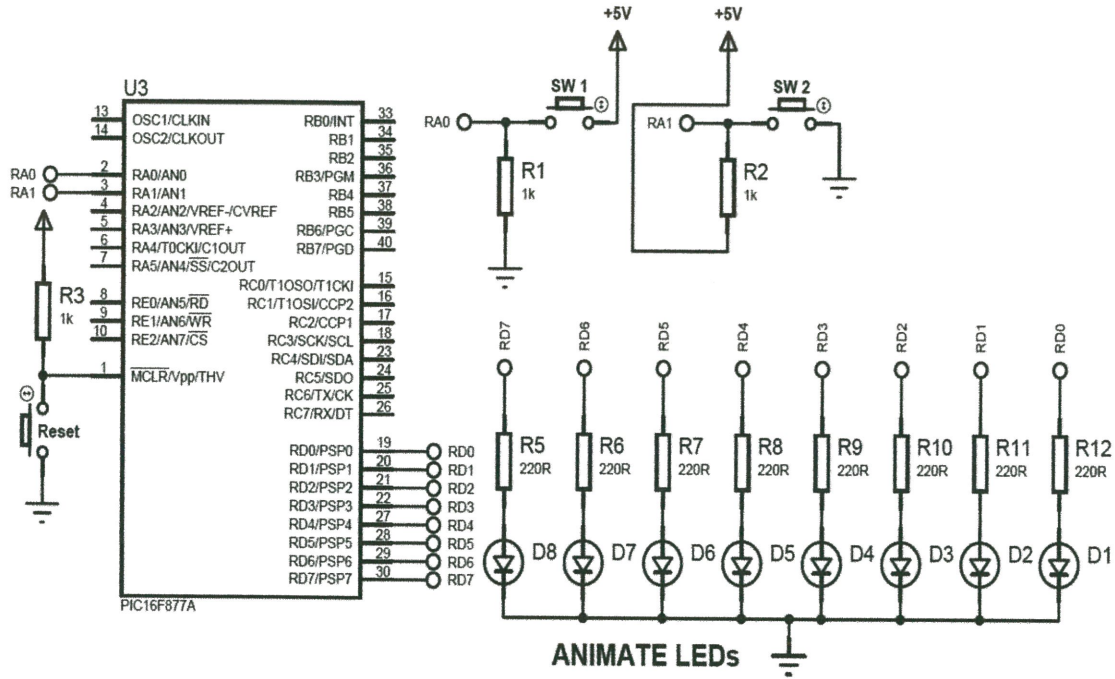 +5V
+5V
U3
SW 1
SW 2
13
OSC1/CLKIN
RB0/INT
33
RA0
RA1
14
OSC2/CLKOUT
RB1
34
RB2
35
RA0
2
RA0/AN0
RB3/PGM
36
R1
1k
R2
1k
RA1
3
RA1/AN1
RB4
37
4
RA2/AN2/VREF-/CVREF
RB5
38
5
RA3/AN3/VREF+
RB6/PGC
39
6
RA4/T0CKI/C1OUT
RB7/PGD
40
7
RA5/AN4/SS/C2OUT
RC0/T1OSO/T1CKI
15
R3
1k
8
RE0/AN5/RD
RC1/T1OSI/CCP2
16
9
RE1/AN6/WR
RC2/CCP1
17
10
RE2/AN7/CS
RC3/SCK/SCL
18
RC4/SDI/SDA
23
1
MCLR/Vpp/THV
RC5/SDO
24
RC6/TX/CK
25
RC7/RX/DT
26
Reset
RD7
RD6
RD5
RD4
RD3
RD2
RD1
RD0
R5
220R
R6
220R
R7
220R
R8
220R
R9
220R
R10
220R
R11
220R
R12
220R
RD0/PSP0
19
RD0
RD1/PSP1
20
RD1
RD2/PSP2
21
RD2
RD3/PSP3
22
RD3
RD4/PSP4
27
RD4
RD5/PSP5
28
RD5
RD6/PSP6
29
RD6
RD7/PSP7
30
RD7
D8
D7
D6
D5
D4
D3
D2
D1
PIC16F877A
ANIMATE LEDs